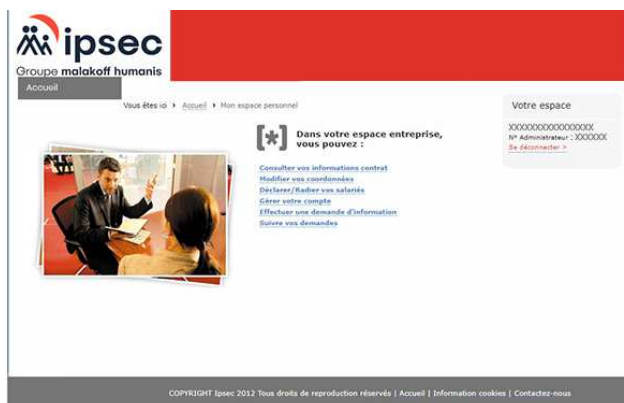 ipsec
Groupe malakoff humanis
Accueil
Vous êtes ici > Accueil > Mon espace personnel
Votre espace
XXXXXXXXXXXXXXXX
N° Administrateur : XXXXXX
Se déconnecter >
[*] Dans votre espace entreprise,
vous pouvez :
Consulter vos informations contrat
Modifier vos coordonnées
Déclarer/Radier vos salariés
Gérer votre compte
Effectuer une demande d'information
Suivre vos demandes
COPYRIGHT Ipsec 2012 Tous droits de reproduction réservés | Accueil | Information cookies | Contactez-nous